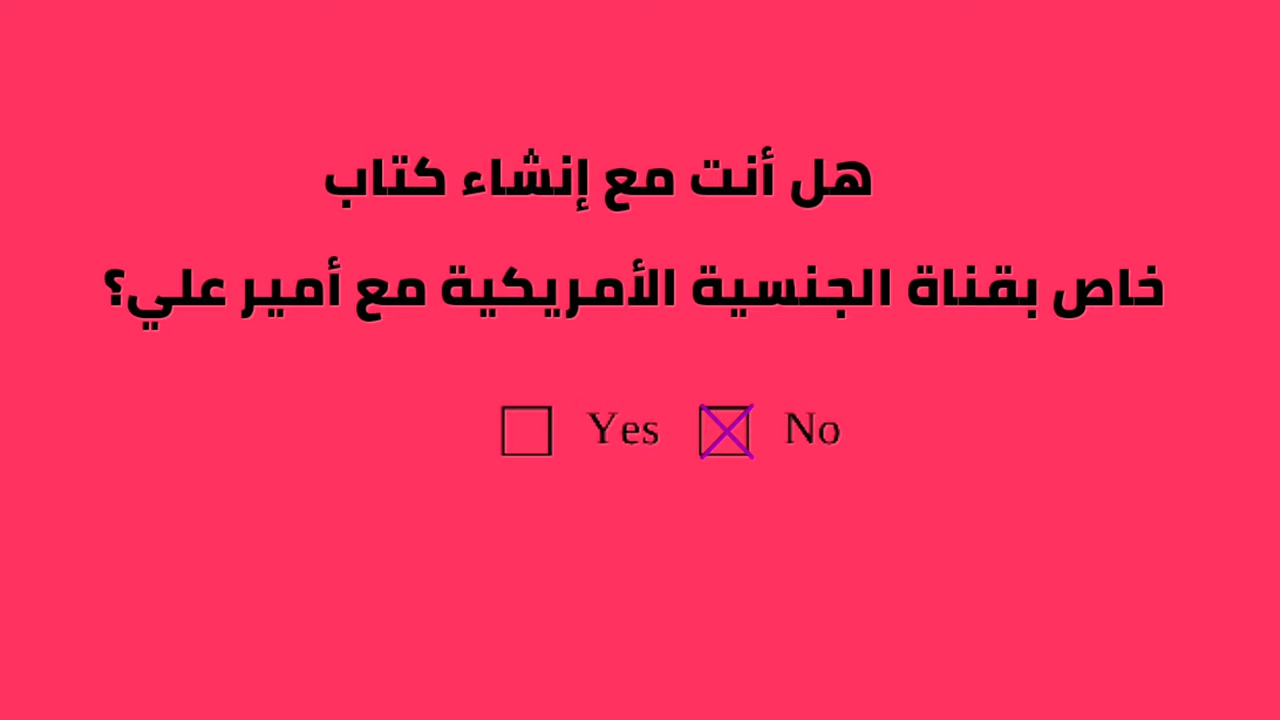 هل أنت مع إنشاء كتاب
خاص بقناة الجنسية الأمريكية مع أمير علي؟
Yes No